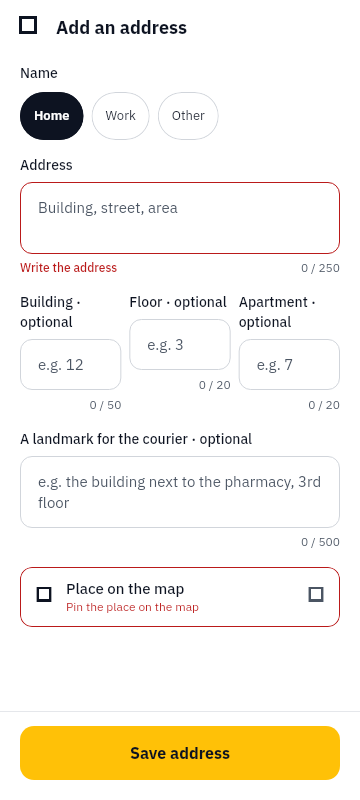 Add an address
Name
Home
Work
Other
Address
Building, street, area
Write the address
0 / 250
Building · optional
Floor · optional
Apartment · optional
e.g. 12
e.g. 3
e.g. 7
0 / 50
0 / 20
0 / 20
A landmark for the courier · optional
e.g. the building next to the pharmacy, 3rd
floor
0 / 500
Place on the map
Pin the place on the map
Save address